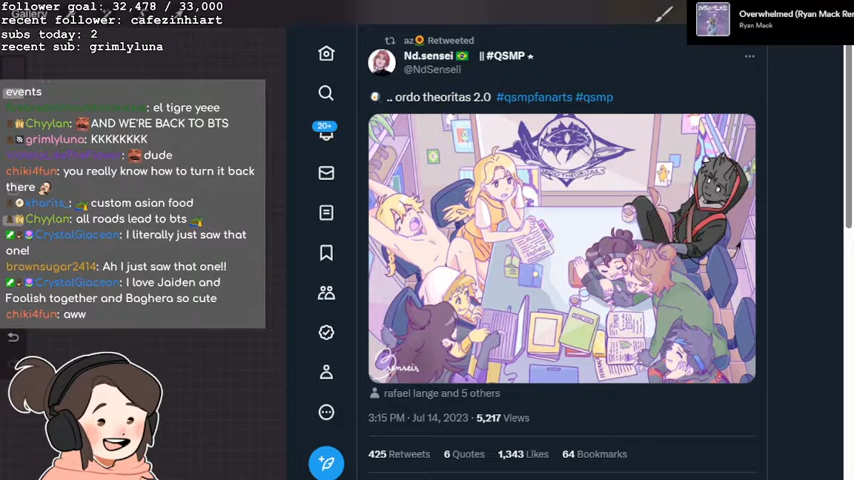 Gallery
follower goal: 32,478 / 33,000
recent follower: cafezinhiart
subs today: 2
recent sub: grimlyluna
events
: el tigre yeee
Chyylan: AND WE'RE BACK TO BTS
grimlyluna: KKKKKKKK
: dude
chiki4fun: you really know how to turn it back
there
kharits_: custom asian food
Chyylan: all roads lead to bts
CrystalGlaceon: I literally just saw that
one!
brownsugar2414: Ah I just saw that one!!
CrystalGlaceon: I love Jaiden and
Foolish together and Baghera so cute
chiki4fun: aww
20+
az Retweeted
Nd.sensei || #QSMP
@NdSensell
.. ordo theoritas 2.0 #qsmpfanarts #qsmp
senseis
rafael lange and 5 others
3:15 PM · Jul 14, 2023 · 5,217 Views
425 Retweets 6 Quotes 1,343 Likes 64 Bookmarks
Overwhelmed (Ryan Mack Rem
Ryan Mack